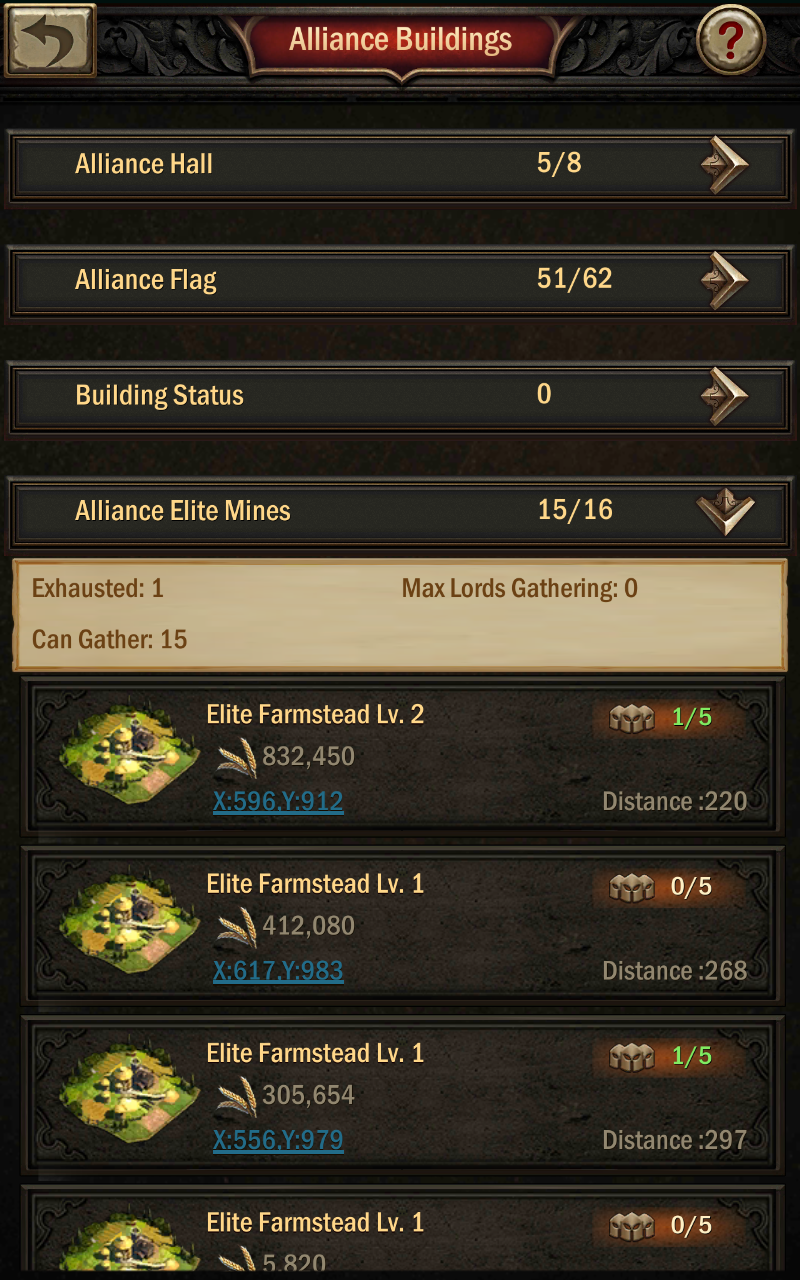 Alliance Buildings
?
Alliance Hall 5/8
Alliance Flag 51/62
Building Status 0
Alliance Elite Mines 15/16
Exhausted: 1 Max Lords Gathering: 0
Can Gather: 15
Elite Farmstead Lv. 2 1/5
832,450
X:596,Y:912 Distance :220
Elite Farmstead Lv. 1 0/5
412,080
X:617,Y:983 Distance :268
Elite Farmstead Lv. 1 1/5
305,654
X:556,Y:979 Distance :297
Elite Farmstead Lv. 1 0/5
5,820